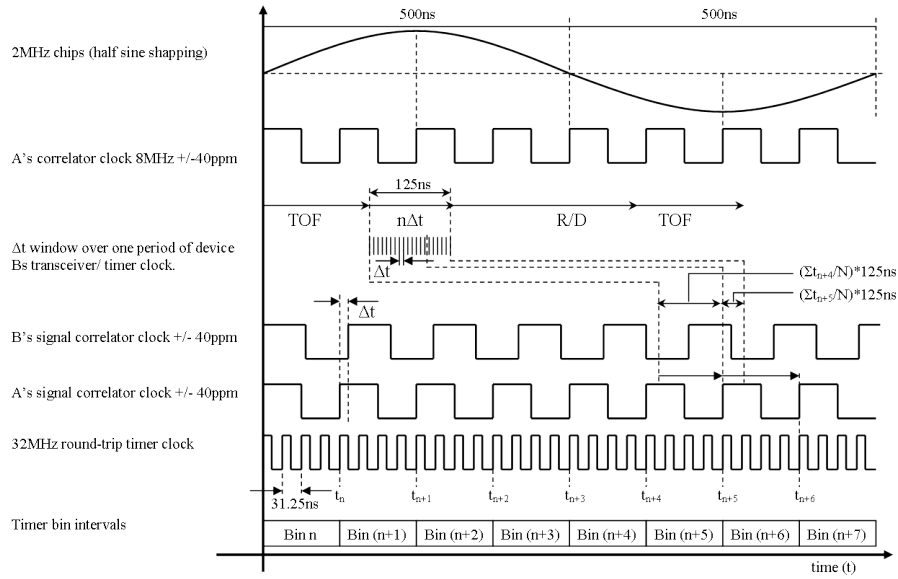 500ns 500ns
2MHz chips (half sine shapping)
A's correlator clock 8MHz +/-40ppm
125ns
TOF nΔt R/D TOF
Δt window over one period of device
Bs transceiver/ timer clock.
Δt
(Σtn+4/N)*125ns
(Σtn+5/N)*125ns
Δt
B's signal correlator clock +/- 40ppm
A's signal correlator clock +/- 40ppm
32MHz round-trip timer clock
31.25ns
tn tn+1 tn+2 tn+3 tn+4 tn+5 tn+6
Timer bin intervals
Bin n Bin (n+1) Bin (n+2) Bin (n+3) Bin (n+4) Bin (n+5) Bin (n+6) Bin (n+7)
time (t)